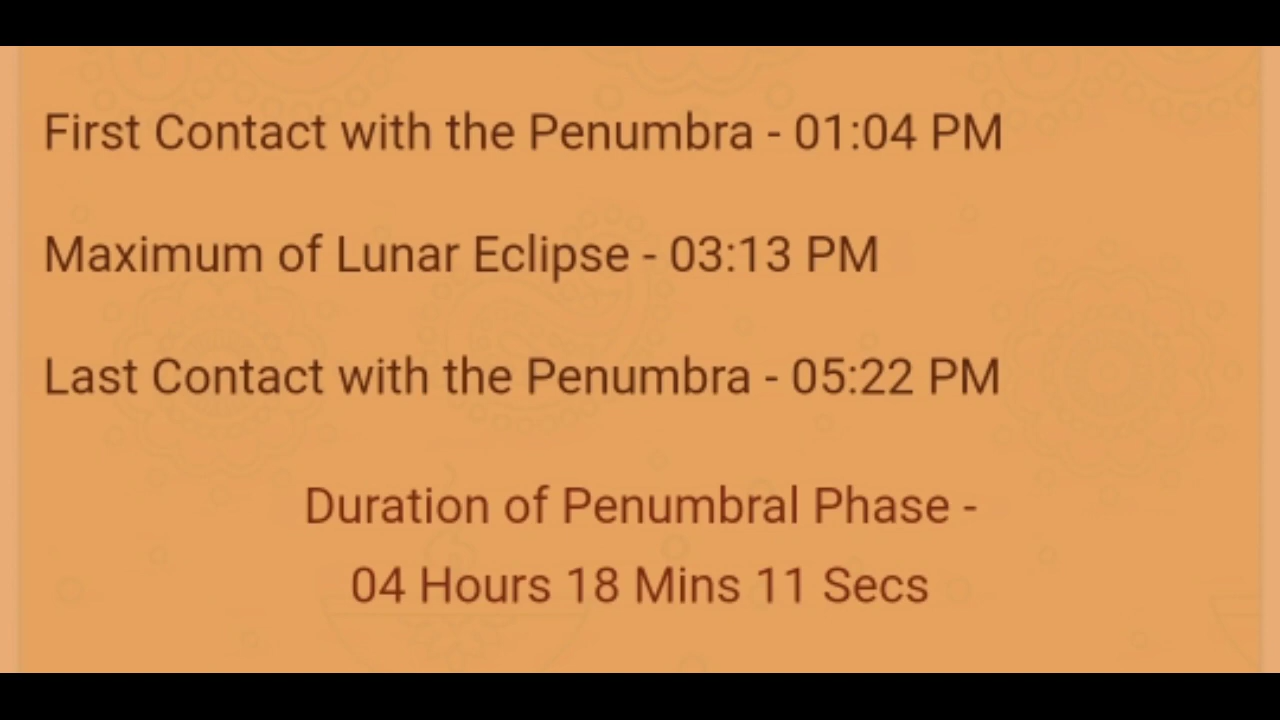 First Contact with the Penumbra - 01:04 PM
Maximum of Lunar Eclipse - 03:13 PM
Last Contact with the Penumbra - 05:22 PM
Duration of Penumbral Phase -
04 Hours 18 Mins 11 Secs